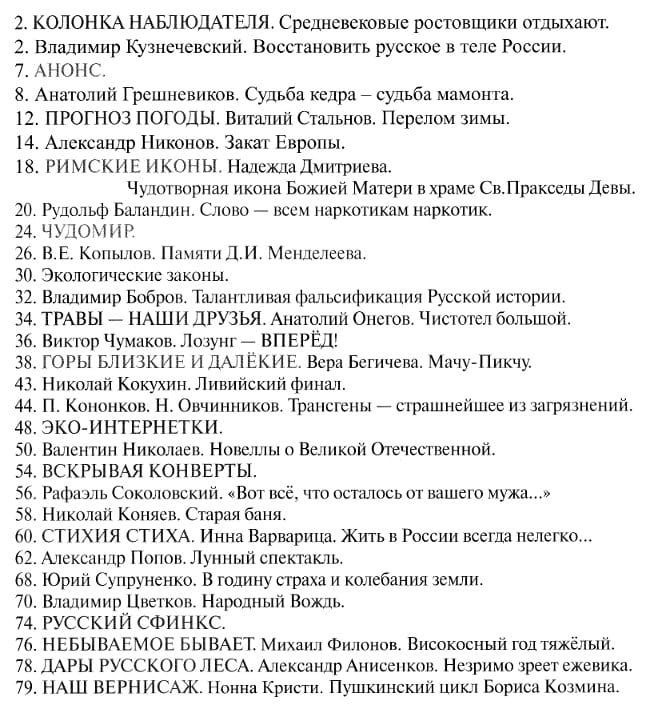 2. КОЛОНКА НАБЛЮДАТЕЛЯ. Средневековые ростовщики отдыхают.
2. Владимир Кузнечевский. Восстановить русское в теле России.
7. АНОНС.
8. Анатолий Грешневиков. Судьба кедра – судьба мамонта.
12. ПРОГНОЗ ПОГОДЫ. Виталий Стальнов. Перелом зимы.
14. Александр Никонов. Закат Европы.
18. РИМСКИЕ ИКОНЫ. Надежда Дмитриева.
Чудотворная икона Божией Матери в храме Св.Пракседы Девы.
20. Рудольф Баландин. Слово — всем наркотикам наркотик.
24. ЧУДОМИР.
26. В.Е. Копылов. Памяти Д.И. Менделеева.
30. Экологические законы.
32. Владимир Бобров. Талантливая фальсификация Русской истории.
34. ТРАВЫ — НАШИ ДРУЗЬЯ. Анатолий Онегов. Чистотел большой.
36. Виктор Чумаков. Лозунг — ВПЕРЁД!
38. ГОРЫ БЛИЗКИЕ И ДАЛЁКИЕ. Вера Бегичева. Мачу-Пикчу.
43. Николай Кокухин. Ливийский финал.
44. П. Кононков. Н. Овчинников. Трансгены — страшнейшее из загрязнений.
48. ЭКО-ИНТЕРНЕТКИ.
50. Валентин Николаев. Новеллы о Великой Отечественной.
54. ВСКРЫВАЯ КОНВЕРТЫ.
56. Рафаэль Соколовский. «Вот всё, что осталось от вашего мужа...»
58. Николай Коняев. Старая баня.
60. СТИХИЯ СТИХА. Инна Варварица. Жить в России всегда нелегко...
62. Александр Попов. Лунный спектакль.
68. Юрий Супруненко. В годину страха и колебания земли.
70. Владимир Цветков. Народный Вождь.
74. РУССКИЙ СФИНКС.
76. НЕБЫВАЕМОЕ БЫВАЕТ. Михаил Филонов. Високосный год тяжёлый.
78. ДАРЫ РУССКОГО ЛЕСА. Александр Анисенков. Незримо зреет ежевика.
79. НАШ ВЕРНИСАЖ. Нонна Кристи. Пушкинский цикл Бориса Козмина.